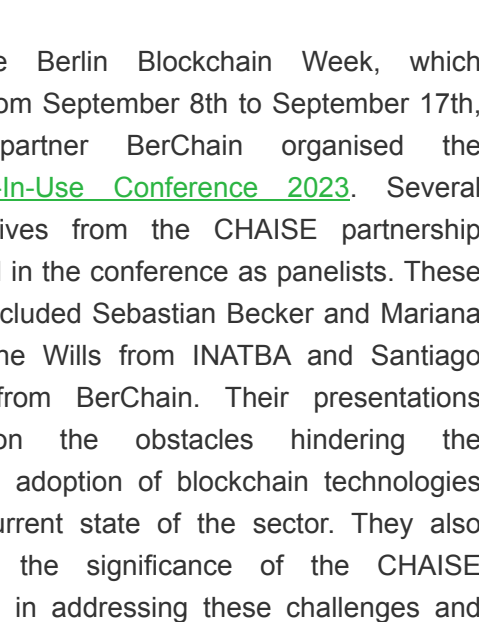 e Berlin Blockchain Week, which
om September 8th to September 17th,
partner BerChain organised the
-In-Use Conference 2023. Several
ives from the CHAISE partnership
in the conference as panelists. These
cluded Sebastian Becker and Mariana
ne Wills from INATBA and Santiago
from BerChain. Their presentations
on the obstacles hindering the
adoption of blockchain technologies
urrent state of the sector. They also
the significance of the CHAISE
in addressing these challenges and